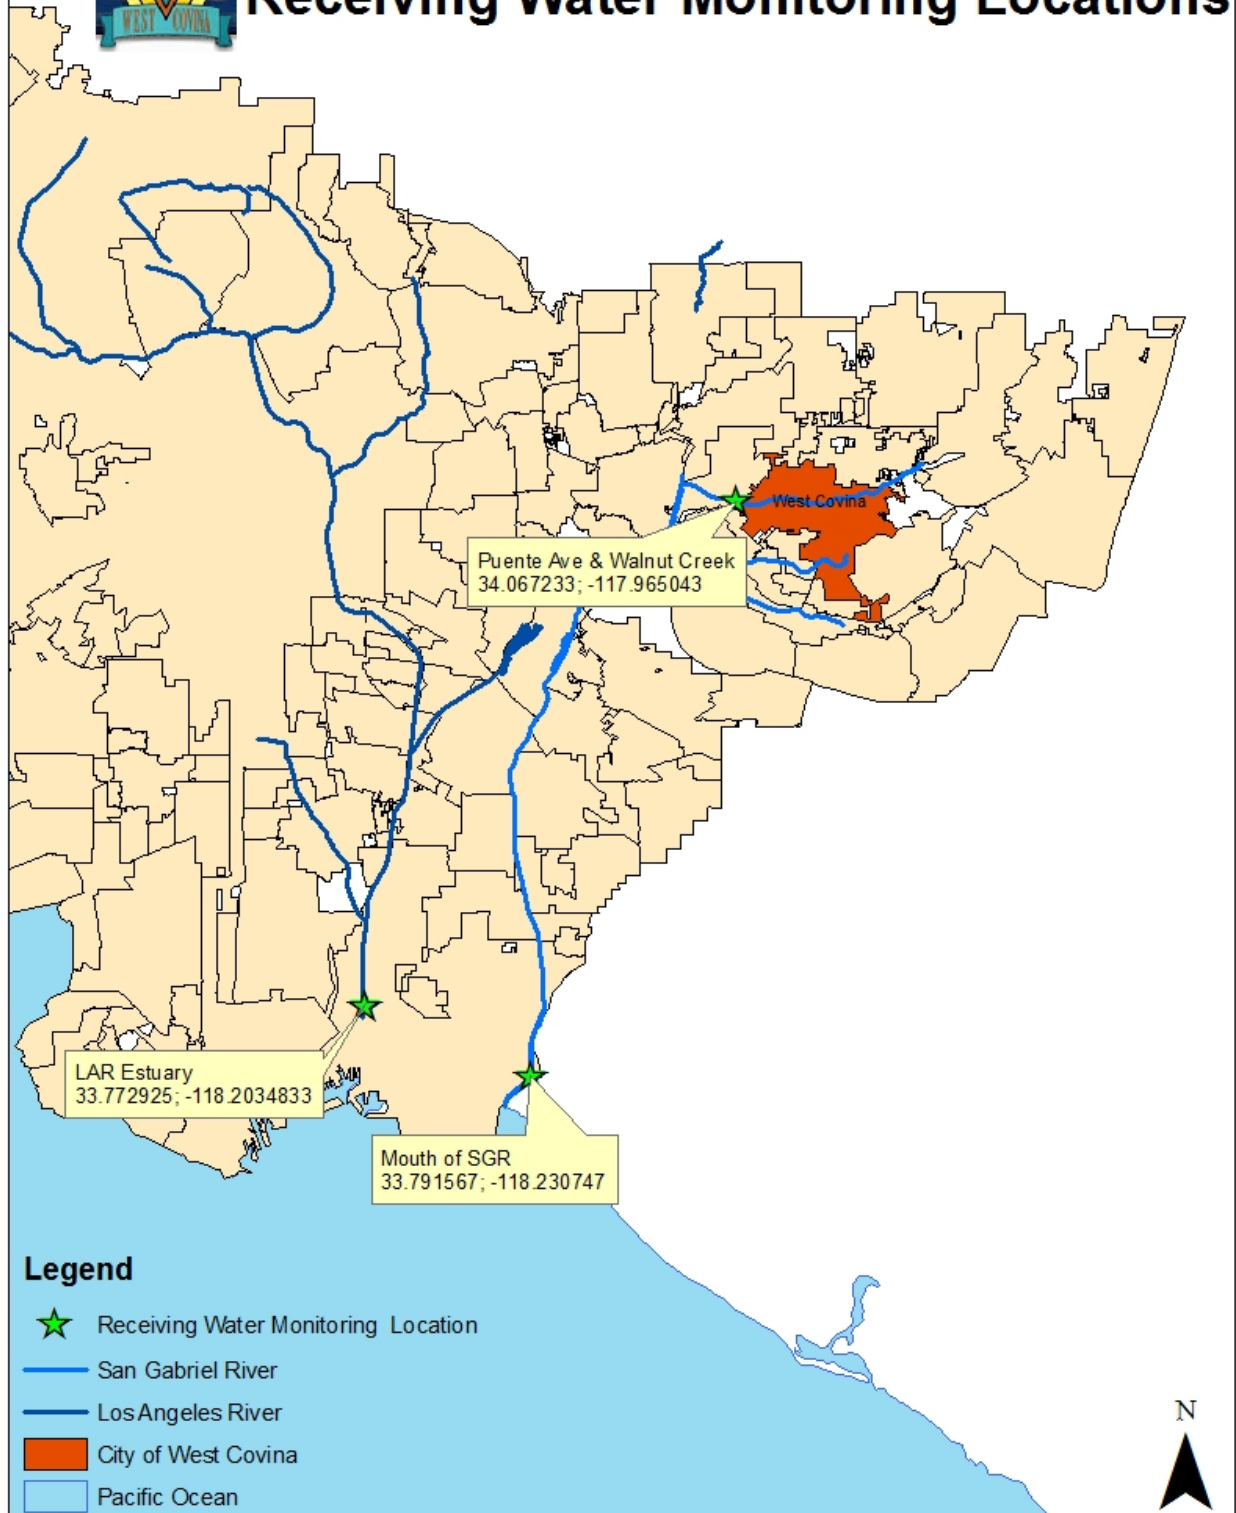 Receiving Water Monitoring Locations
WEST COVINA
West Covina
Puente Ave & Walnut Creek
34.067233; -117.965043
LAR Estuary
33.772925; -118.2034833
Mouth of SGR
33.791567; -118.230747
Legend
Receiving Water Monitoring Location
San Gabriel River
Los Angeles River
City of West Covina
Pacific Ocean
N